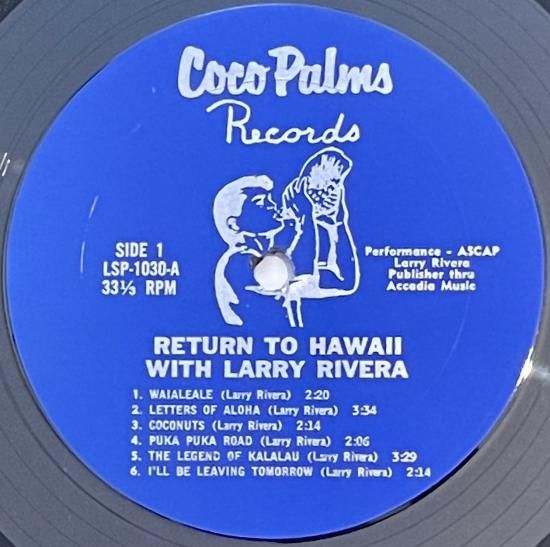 Coco Palms
Records
SIDE 1
LSP-1030-A
33⅓ RPM
Performance - ASCAP
Larry Rivera
Publisher thru
Accadia Music
RETURN TO HAWAII
WITH LARRY RIVERA
1. WAIALEALE (Larry Rivera) 2:20
2. LETTERS OF ALOHA (Larry Rivera) 3:34
3. COCONUTS (Larry Rivera) 2:14
4. PUKA PUKA ROAD (Larry Rivera) 2:06
5. THE LEGEND OF KALALAU (Larry Rivera) 3:29
6. I'LL BE LEAVING TOMORROW (Larry Rivera) 2:14